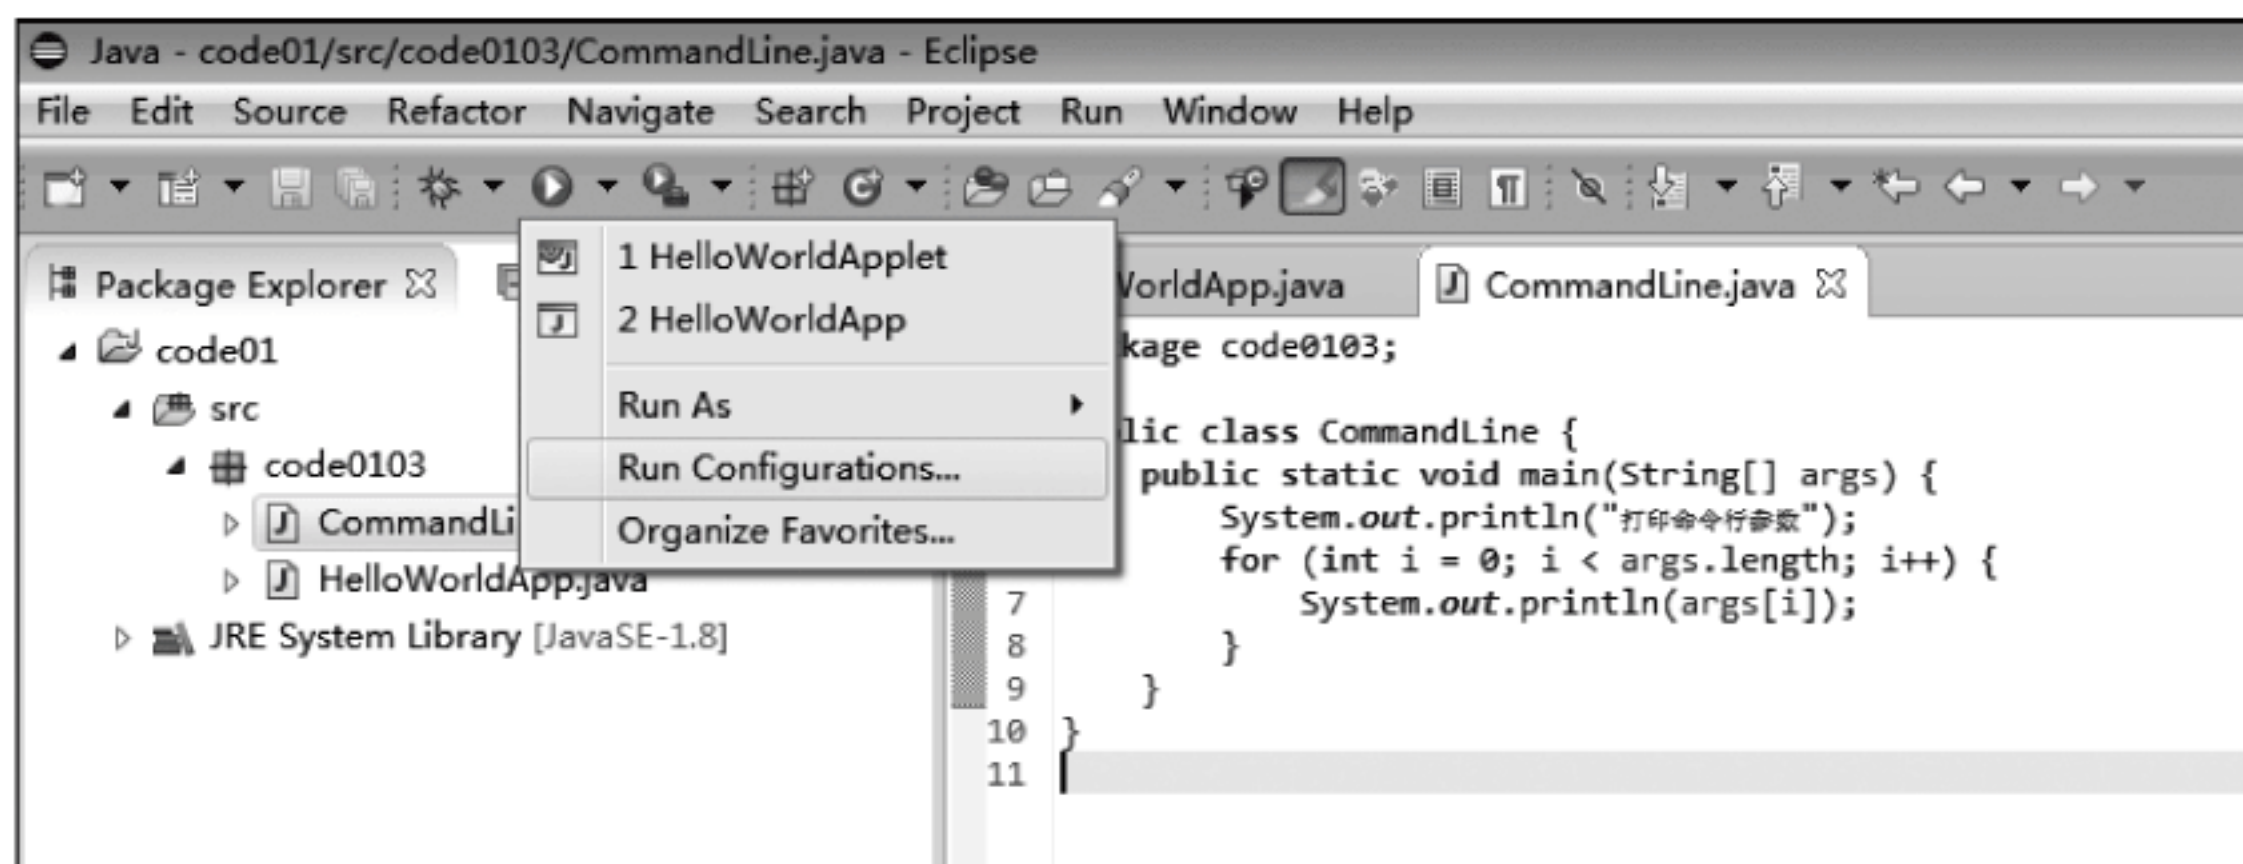 Java - code01/src/code0103/CommandLine.java - Eclipse
File Edit Source Refactor Navigate Search Project Run Window Help
Package Explorer
code01
src
code0103
CommandLi
HelloWorldApp.java
JRE System Library [JavaSE-1.8]
1 HelloWorldApplet
2 HelloWorldApp
Run As
Run Configurations...
Organize Favorites...
WorldApp.java CommandLine.java
kage code0103;
lic class CommandLine {
public static void main(String[] args) {
System.out.println("打印命令行参数");
for (int i = 0; i < args.length; i++) {
7 System.out.println(args[i]);
8 }
9 }
10 }
11